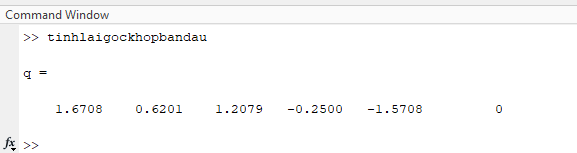 Command Window
>> tinhlaigockhopbandau
q =
1.6708 0.6201 1.2079 -0.2500 -1.5708 0
fx >>